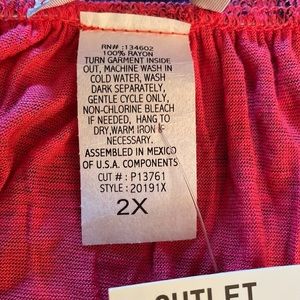 RN# :134602
100% RAYON
TURN GARMENT INSIDE
OUT, MACHINE WASH IN
COLD WATER, WASH
DARK SEPARATELY,
GENTLE CYCLE ONLY,
NON-CHLORINE BLEACH
IF NEEDED, HANG TO
DRY,WARM IRON IF
NECESSARY.
ASSEMBLED IN MEXICO
OF U.S.A. COMPONENTS
CUT # : P13761
STYLE : 20191X
2X
OUTLET